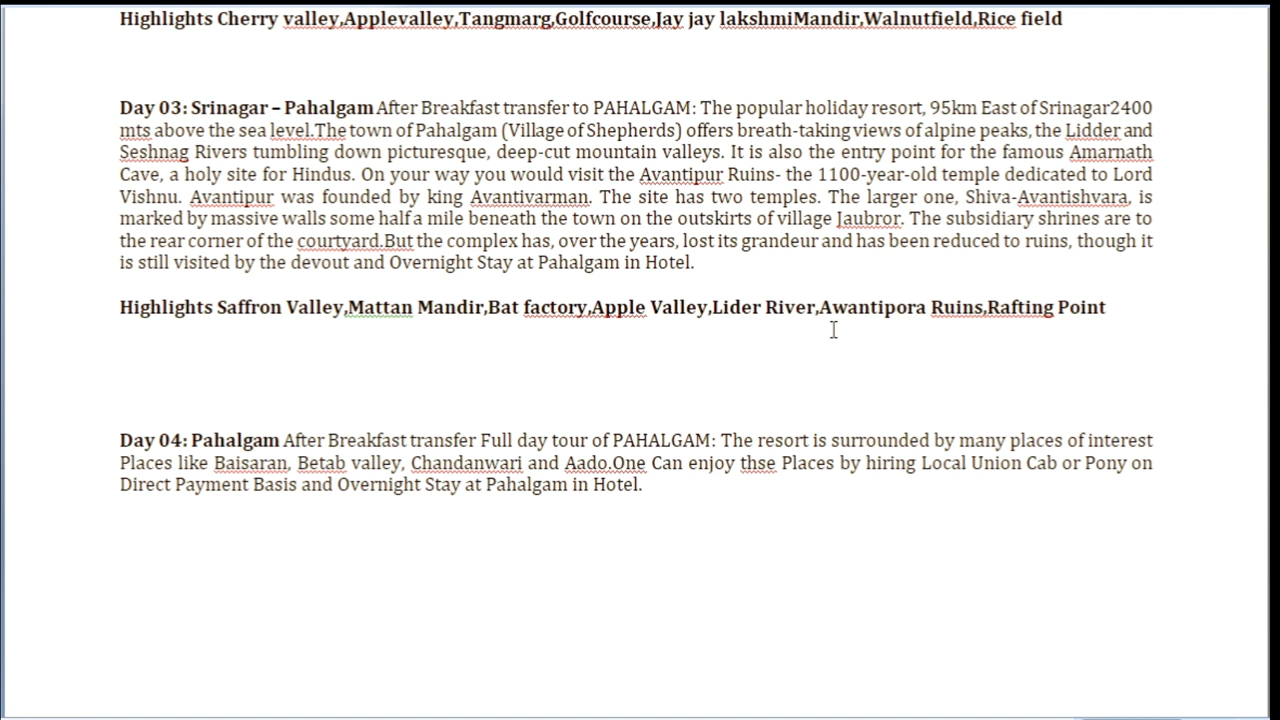 Highlights Cherry valley,Applevalley,Tangmarg,Golfcourse,Jay jay lakshmiMandir,Walnutfield,Rice field
Day 03: Srinagar – Pahalgam After Breakfast transfer to PAHALGAM: The popular holiday resort, 95km East of Srinagar2400
mts above the sea level.The town of Pahalgam (Village of Shepherds) offers breath-taking views of alpine peaks, the Lidder and
Seshnag Rivers tumbling down picturesque, deep-cut mountain valleys. It is also the entry point for the famous Amarnath
Cave, a holy site for Hindus. On your way you would visit the Avantipur Ruins- the 1100-year-old temple dedicated to Lord
Vishnu. Avantipur was founded by king Avantivarman. The site has two temples. The larger one, Shiva-Avantishvara, is
marked by massive walls some half a mile beneath the town on the outskirts of village Jaubror. The subsidiary shrines are to
the rear corner of the courtyard.But the complex has, over the years, lost its grandeur and has been reduced to ruins, though it
is still visited by the devout and Overnight Stay at Pahalgam in Hotel.
Highlights Saffron Valley,Mattan Mandir,Bat factory,Apple Valley,Lider River,Awantipora Ruins,Rafting Point
Day 04: Pahalgam After Breakfast transfer Full day tour of PAHALGAM: The resort is surrounded by many places of interest
Places like Baisaran, Betab valley, Chandanwari and Aado.One Can enjoy thse Places by hiring Local Union Cab or Pony on
Direct Payment Basis and Overnight Stay at Pahalgam in Hotel.